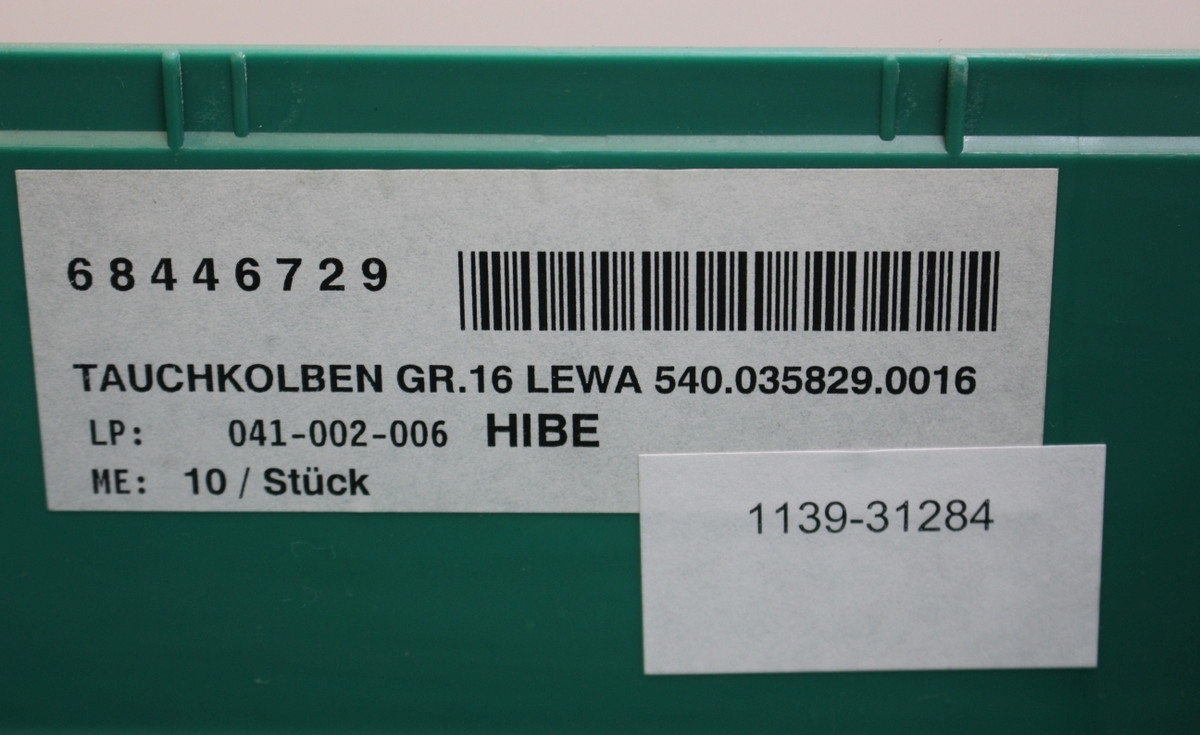 68446729
TAUCHKOLBEN GR.16 LEWA 540.035829.0016
LP: 041-002-006 HIBE
ME: 10 / Stück
1139-31284